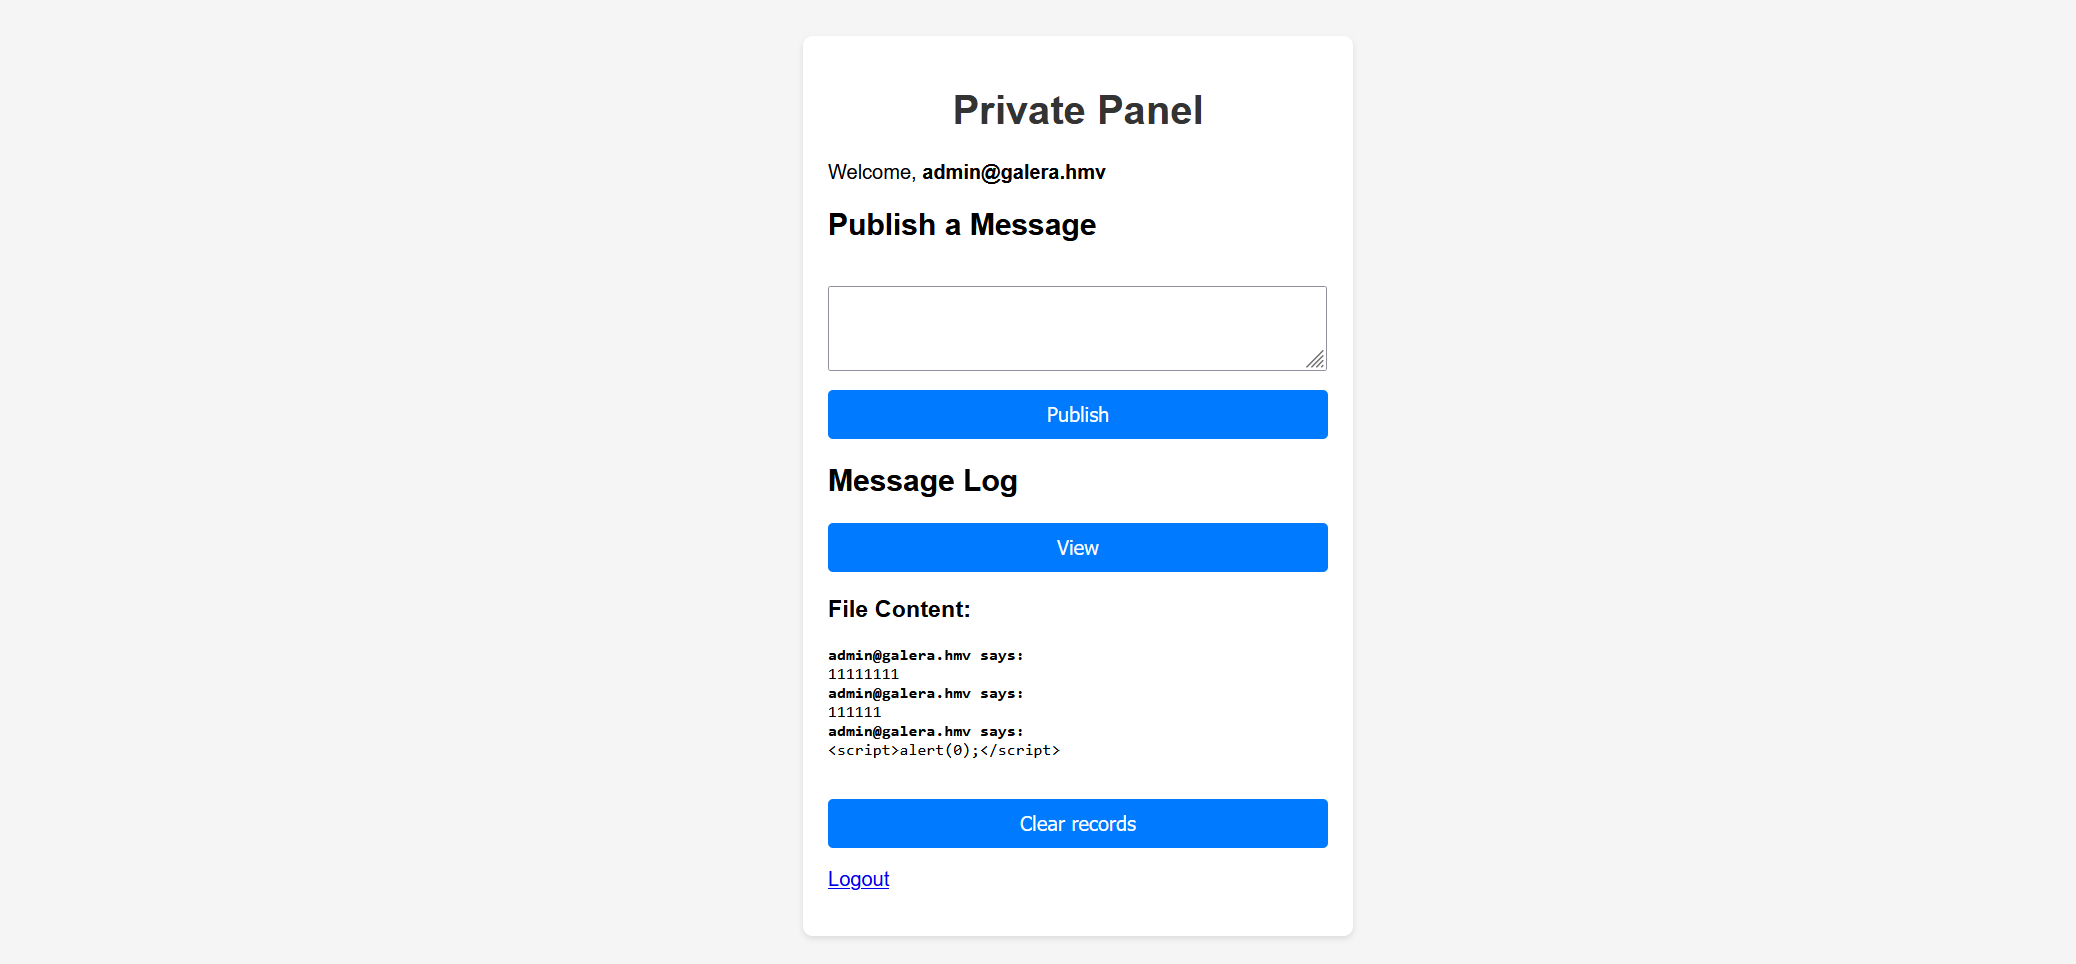 Private Panel
Welcome, admin@galera.hmv
Publish a Message
Publish
Message Log
View
File Content:
admin@galera.hmv says:
11111111
admin@galera.hmv says:
111111
admin@galera.hmv says:
<script>alert(0);</script>
Clear records
Logout